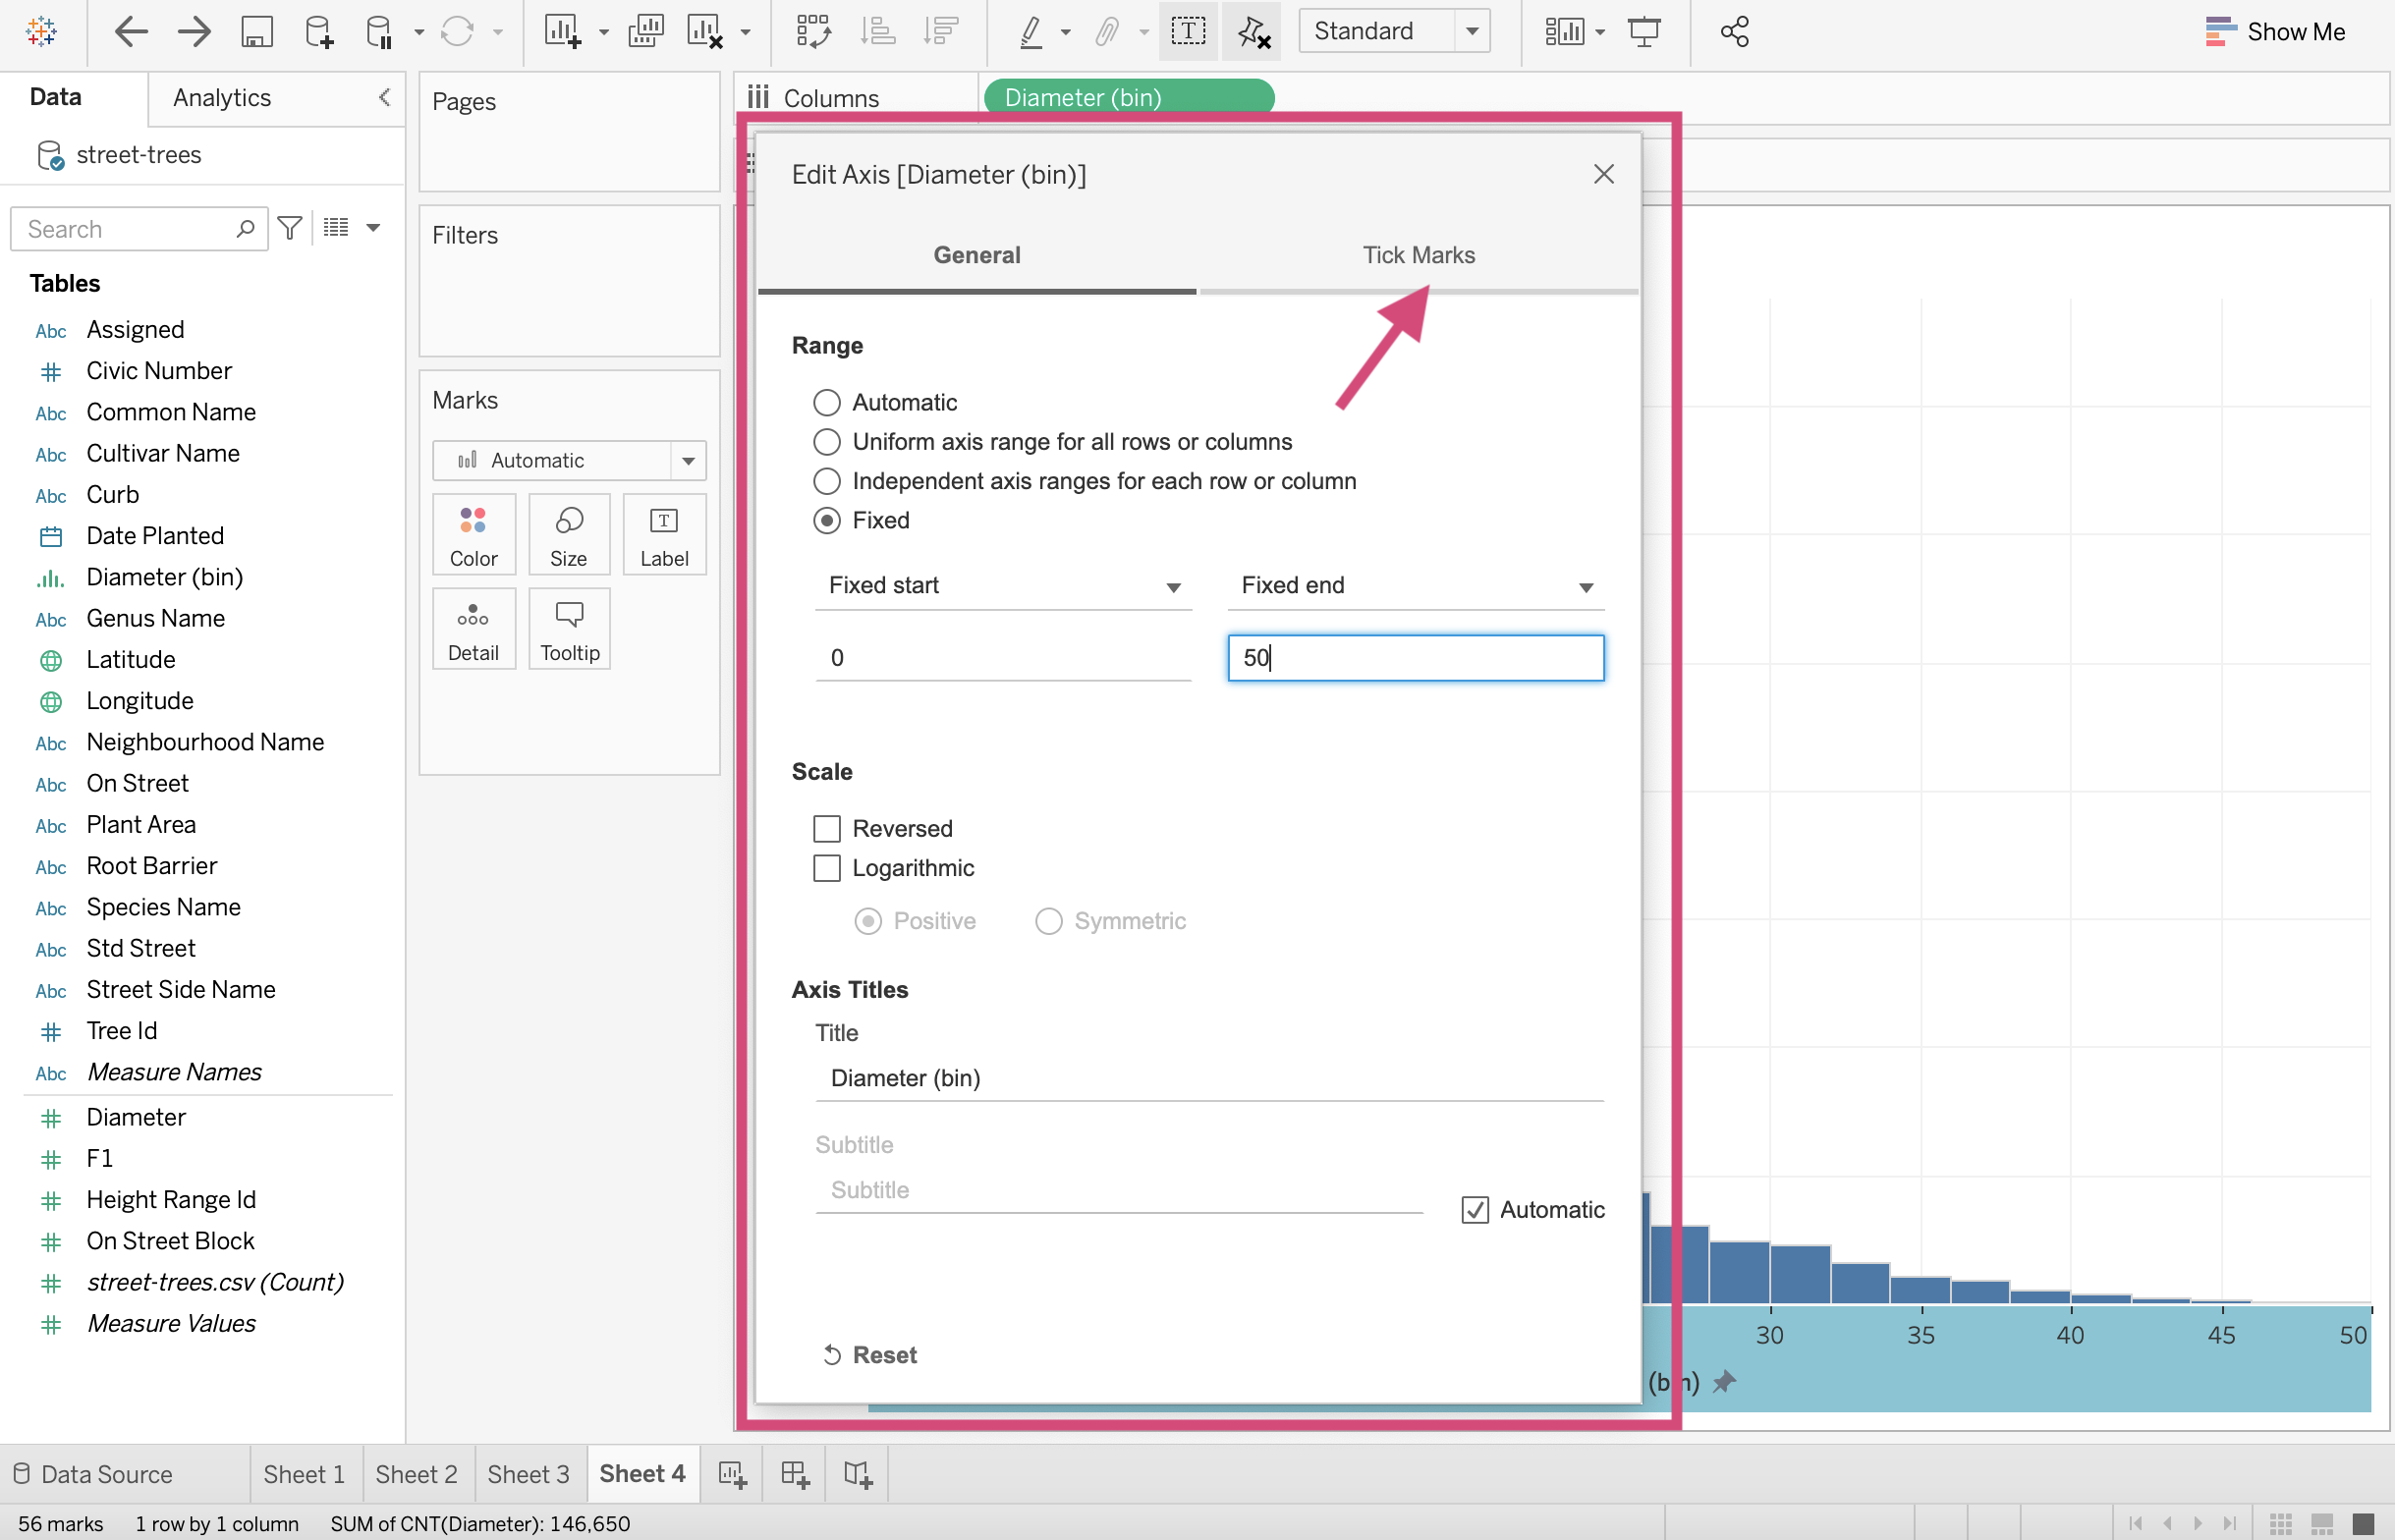 Standard
Show Me
Data
Analytics
Pages
Columns
Diameter (bin)
street-trees
Search
Filters
Tables
Abc Assigned
Civic Number
Abc Common Name
Abc Cultivar Name
Abc Curb
Date Planted
Diameter (bin)
Abc Genus Name
Latitude
Longitude
Abc Neighbourhood Name
Abc On Street
Abc Plant Area
Abc Root Barrier
Abc Species Name
Abc Std Street
Abc Street Side Name
Tree Id
Abc Measure Names
Diameter
F1
Height Range Id
On Street Block
street-trees.csv (Count)
Measure Values
Marks
Automatic
Color
Size
Label
Detail
Tooltip
Edit Axis [Diameter (bin)]
General
Tick Marks
Range
Automatic
Uniform axis range for all rows or columns
Independent axis ranges for each row or column
Fixed
Fixed start
Fixed end
0
50
Scale
Reversed
Logarithmic
Positive
Symmetric
Axis Titles
Title
Diameter (bin)
Subtitle
Subtitle
Automatic
Reset
30 35 40 45 50
(bin)
Data Source
Sheet 1
Sheet 2
Sheet 3
Sheet 4
56 marks
1 row by 1 column
SUM of CNT(Diameter): 146,650